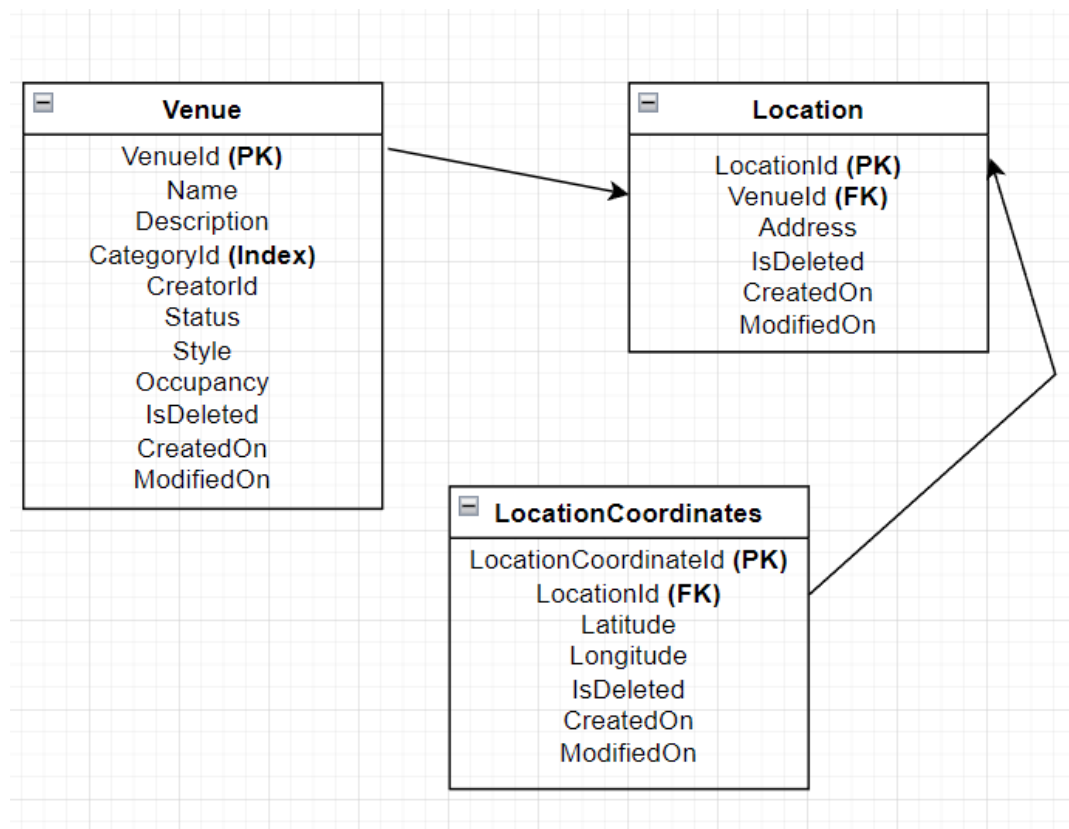 Venue
VenueId (PK)
Name
Description
CategoryId (Index)
CreatorId
Status
Style
Occupancy
IsDeleted
CreatedOn
ModifiedOn
Location
LocationId (PK)
VenueId (FK)
Address
IsDeleted
CreatedOn
ModifiedOn
LocationCoordinates
LocationCoordinateId (PK)
LocationId (FK)
Latitude
Longitude
IsDeleted
CreatedOn
ModifiedOn